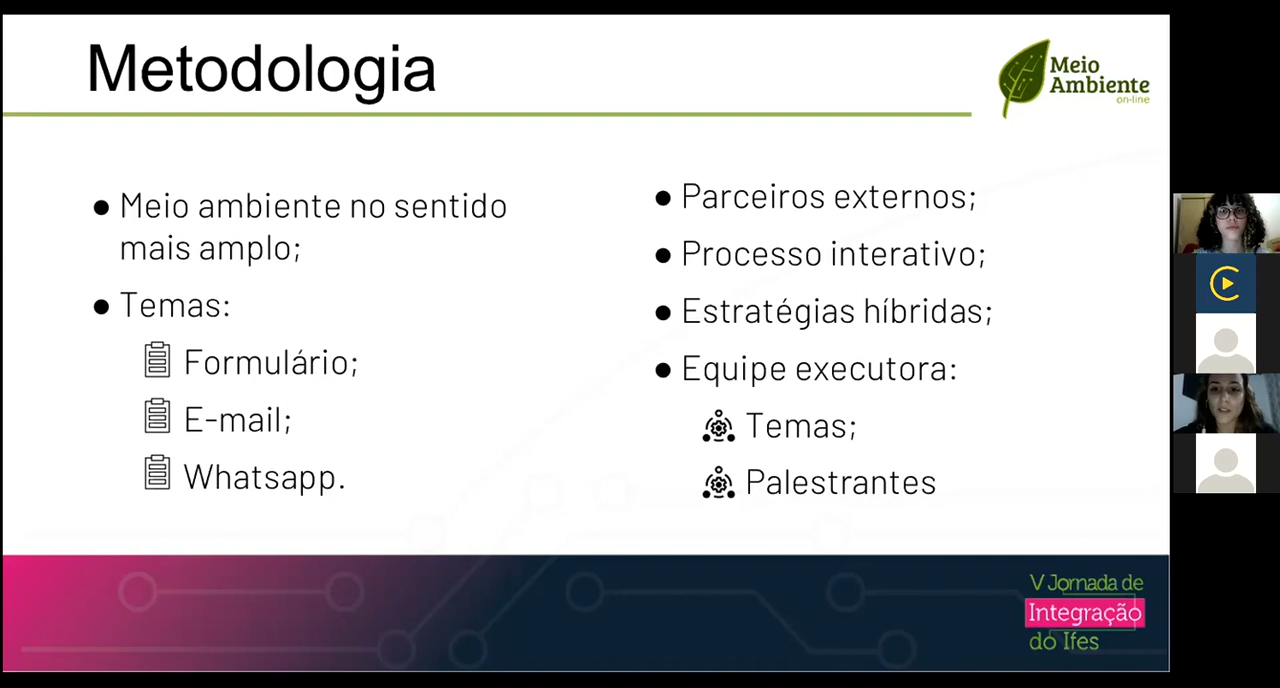 Metodologia
Meio
Ambiente
on-line
● Meio ambiente no sentido
mais amplo;
● Temas:
Formulário;
E-mail;
Whatsapp.
● Parceiros externos;
● Processo interativo;
● Estratégias híbridas;
● Equipe executora:
Temas;
Palestrantes
V Jornada de
Integração
do Ifes